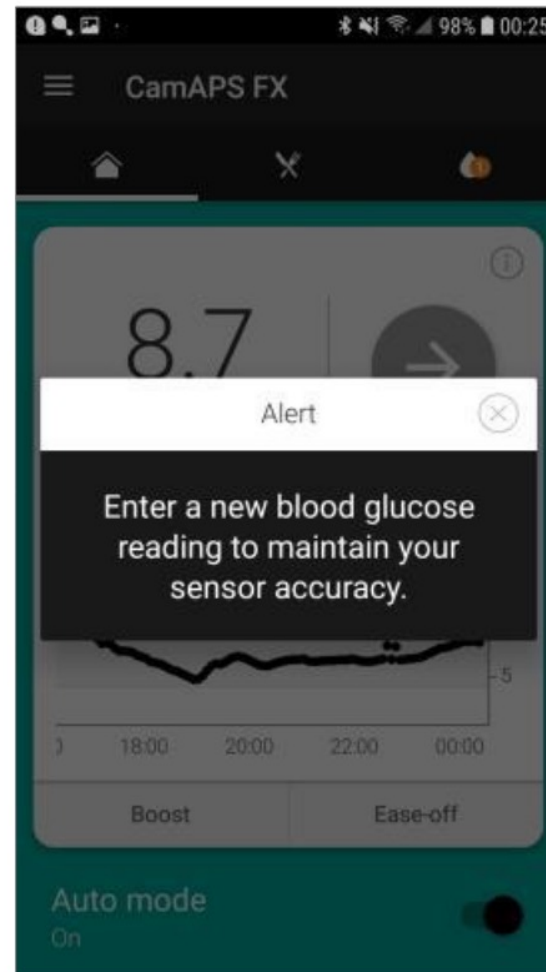 98% 00:25
CamAPS FX
8.7
Alert
Enter a new blood glucose
reading to maintain your
sensor accuracy.
5
18:00 20:00 22:00 00:00
Boost Ease-off
Auto mode
On